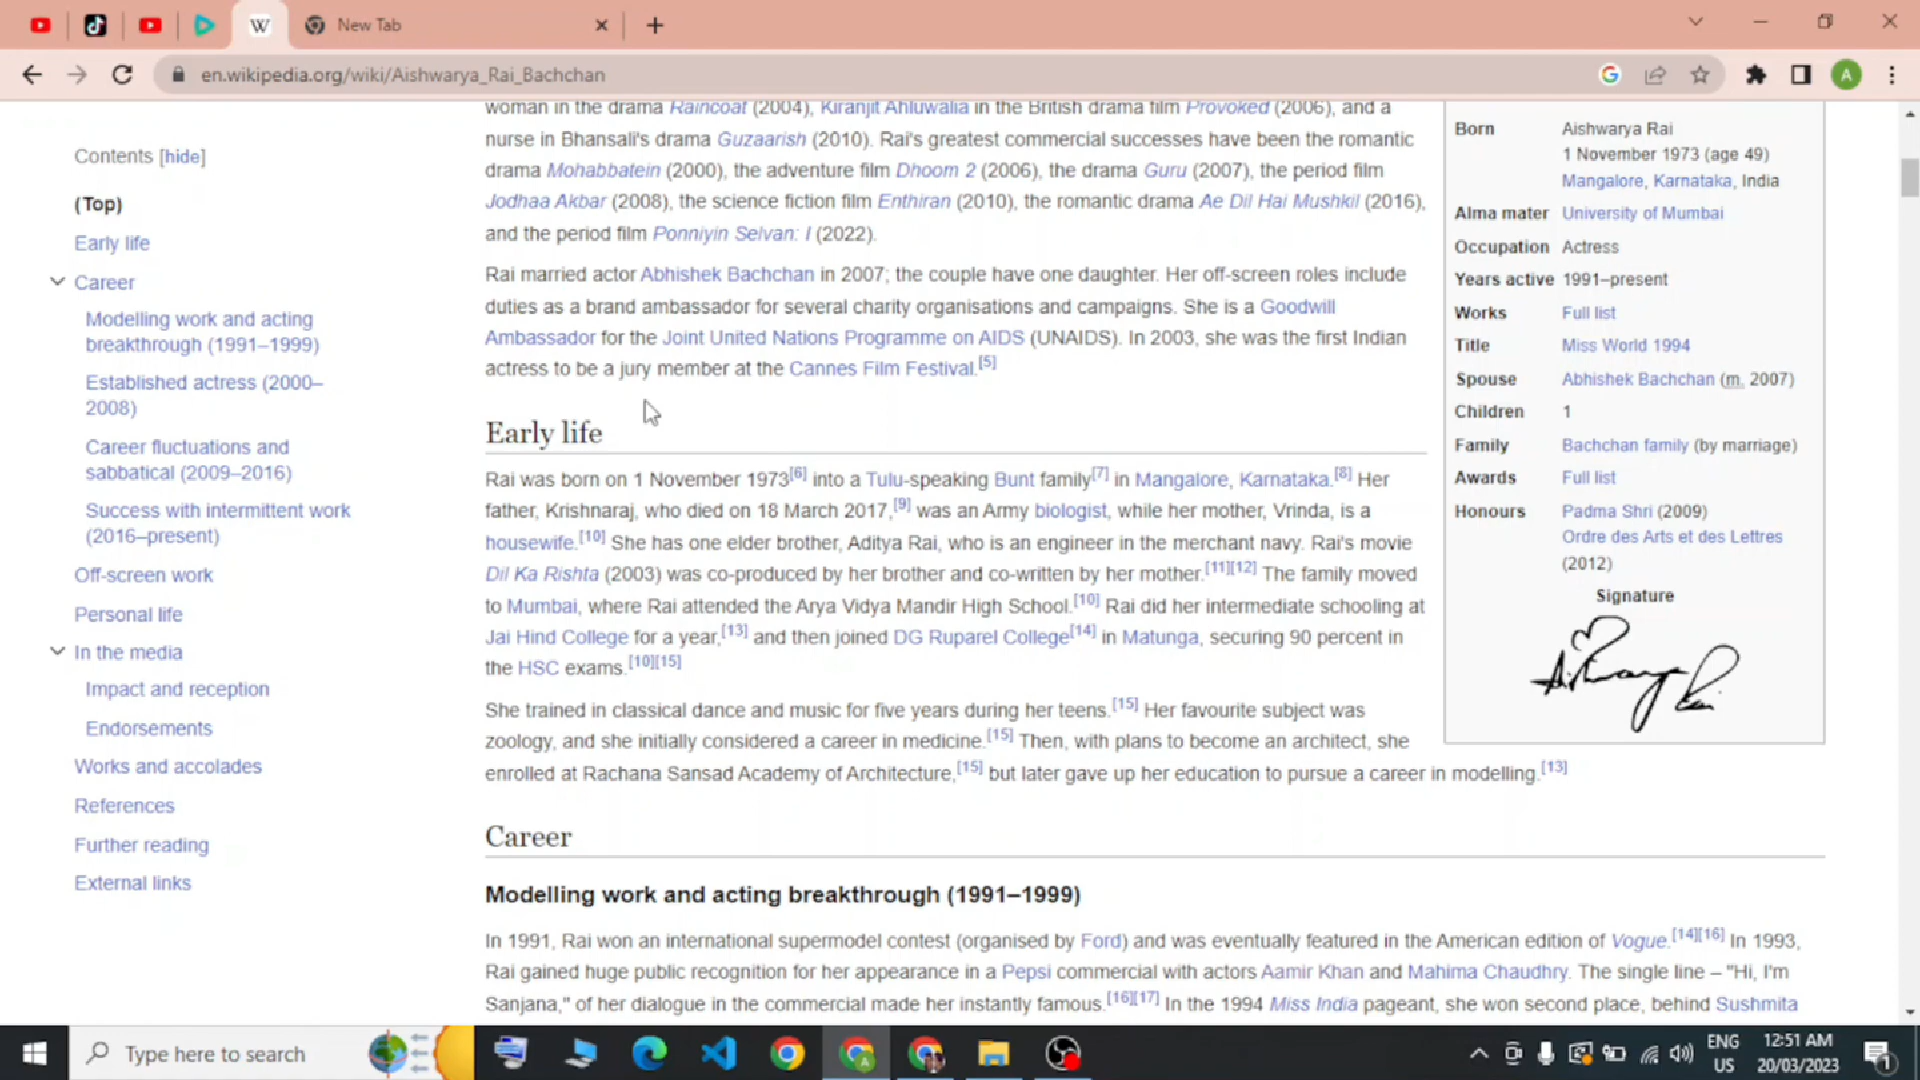 New Tab
en.wikipedia.org/wiki/Aishwarya_Rai_Bachchan
A
Contents [hide]
(Top)
Early life
Career
Modelling work and acting
breakthrough (1991–1999)
Established actress (2000–
2008)
Career fluctuations and
sabbatical (2009–2016)
Success with intermittent work
(2016–present)
Off-screen work
Personal life
In the media
Impact and reception
Endorsements
Works and accolades
References
Further reading
External links
woman in the drama Raincoat (2004), Kiranjit Ahluwalia in the British drama film Provoked (2006), and a
nurse in Bhansali's drama Guzaarish (2010). Rai's greatest commercial successes have been the romantic
drama Mohabbatein (2000), the adventure film Dhoom 2 (2006), the drama Guru (2007), the period film
Jodhaa Akbar (2008), the science fiction film Enthiran (2010), the romantic drama Ae Dil Hai Mushkil (2016),
and the period film Ponniyin Selvan: I (2022).
Rai married actor Abhishek Bachchan in 2007; the couple have one daughter. Her off-screen roles include
duties as a brand ambassador for several charity organisations and campaigns. She is a Goodwill
Ambassador for the Joint United Nations Programme on AIDS (UNAIDS). In 2003, she was the first Indian
actress to be a jury member at the Cannes Film Festival.[5]
Early life
Rai was born on 1 November 1973[6] into a Tulu-speaking Bunt family[7] in Mangalore, Karnataka.[8] Her
father, Krishnaraj, who died on 18 March 2017,[9] was an Army biologist, while her mother, Vrinda, is a
housewife.[10] She has one elder brother, Aditya Rai, who is an engineer in the merchant navy. Rai's movie
Dil Ka Rishta (2003) was co-produced by her brother and co-written by her mother.[11][12] The family moved
to Mumbai, where Rai attended the Arya Vidya Mandir High School.[10] Rai did her intermediate schooling at
Jai Hind College for a year,[13] and then joined DG Ruparel College[14] in Matunga, securing 90 percent in
the HSC exams.[10][15]
She trained in classical dance and music for five years during her teens.[15] Her favourite subject was
zoology, and she initially considered a career in medicine.[15] Then, with plans to become an architect, she
enrolled at Rachana Sansad Academy of Architecture,[15] but later gave up her education to pursue a career in modelling.[13]
Career
Modelling work and acting breakthrough (1991–1999)
In 1991, Rai won an international supermodel contest (organised by Ford) and was eventually featured in the American edition of Vogue.[14][16] In 1993,
Rai gained huge public recognition for her appearance in a Pepsi commercial with actors Aamir Khan and Mahima Chaudhry. The single line – "Hi, I'm
Sanjana," of her dialogue in the commercial made her instantly famous.[16][17] In the 1994 Miss India pageant, she won second place, behind Sushmita
Born Aishwarya Rai
1 November 1973 (age 49)
Mangalore, Karnataka, India
Alma mater University of Mumbai
Occupation Actress
Years active 1991–present
Works Full list
Title Miss World 1994
Spouse Abhishek Bachchan (m. 2007)
Children 1
Family Bachchan family (by marriage)
Awards Full list
Honours Padma Shri (2009)
Ordre des Arts et des Lettres
(2012)
Signature
Aishwarya Rai
Type here to search
ENG
US
12:51 AM
20/03/2023
1